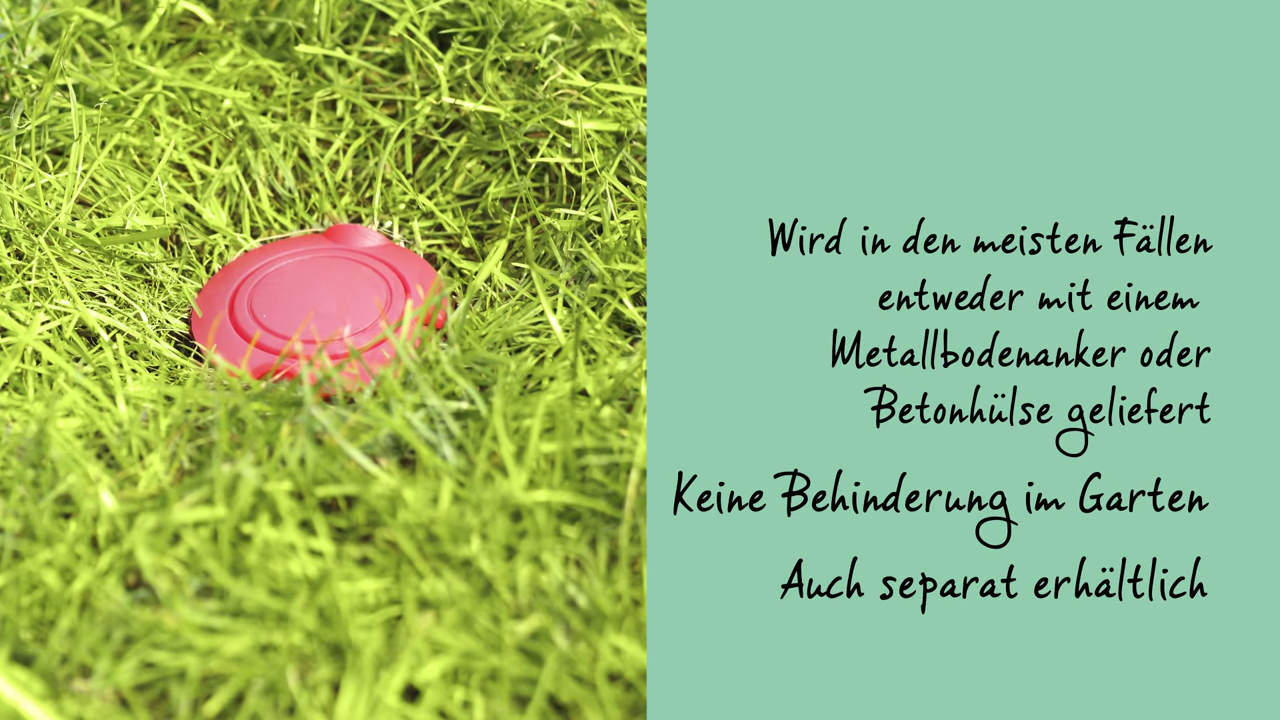 Wird in den meisten Fällen
entweder mit einem
Metallbodenanker oder
Betonhülse geliefert
Keine Behinderung im Garten
Auch separat erhältlich